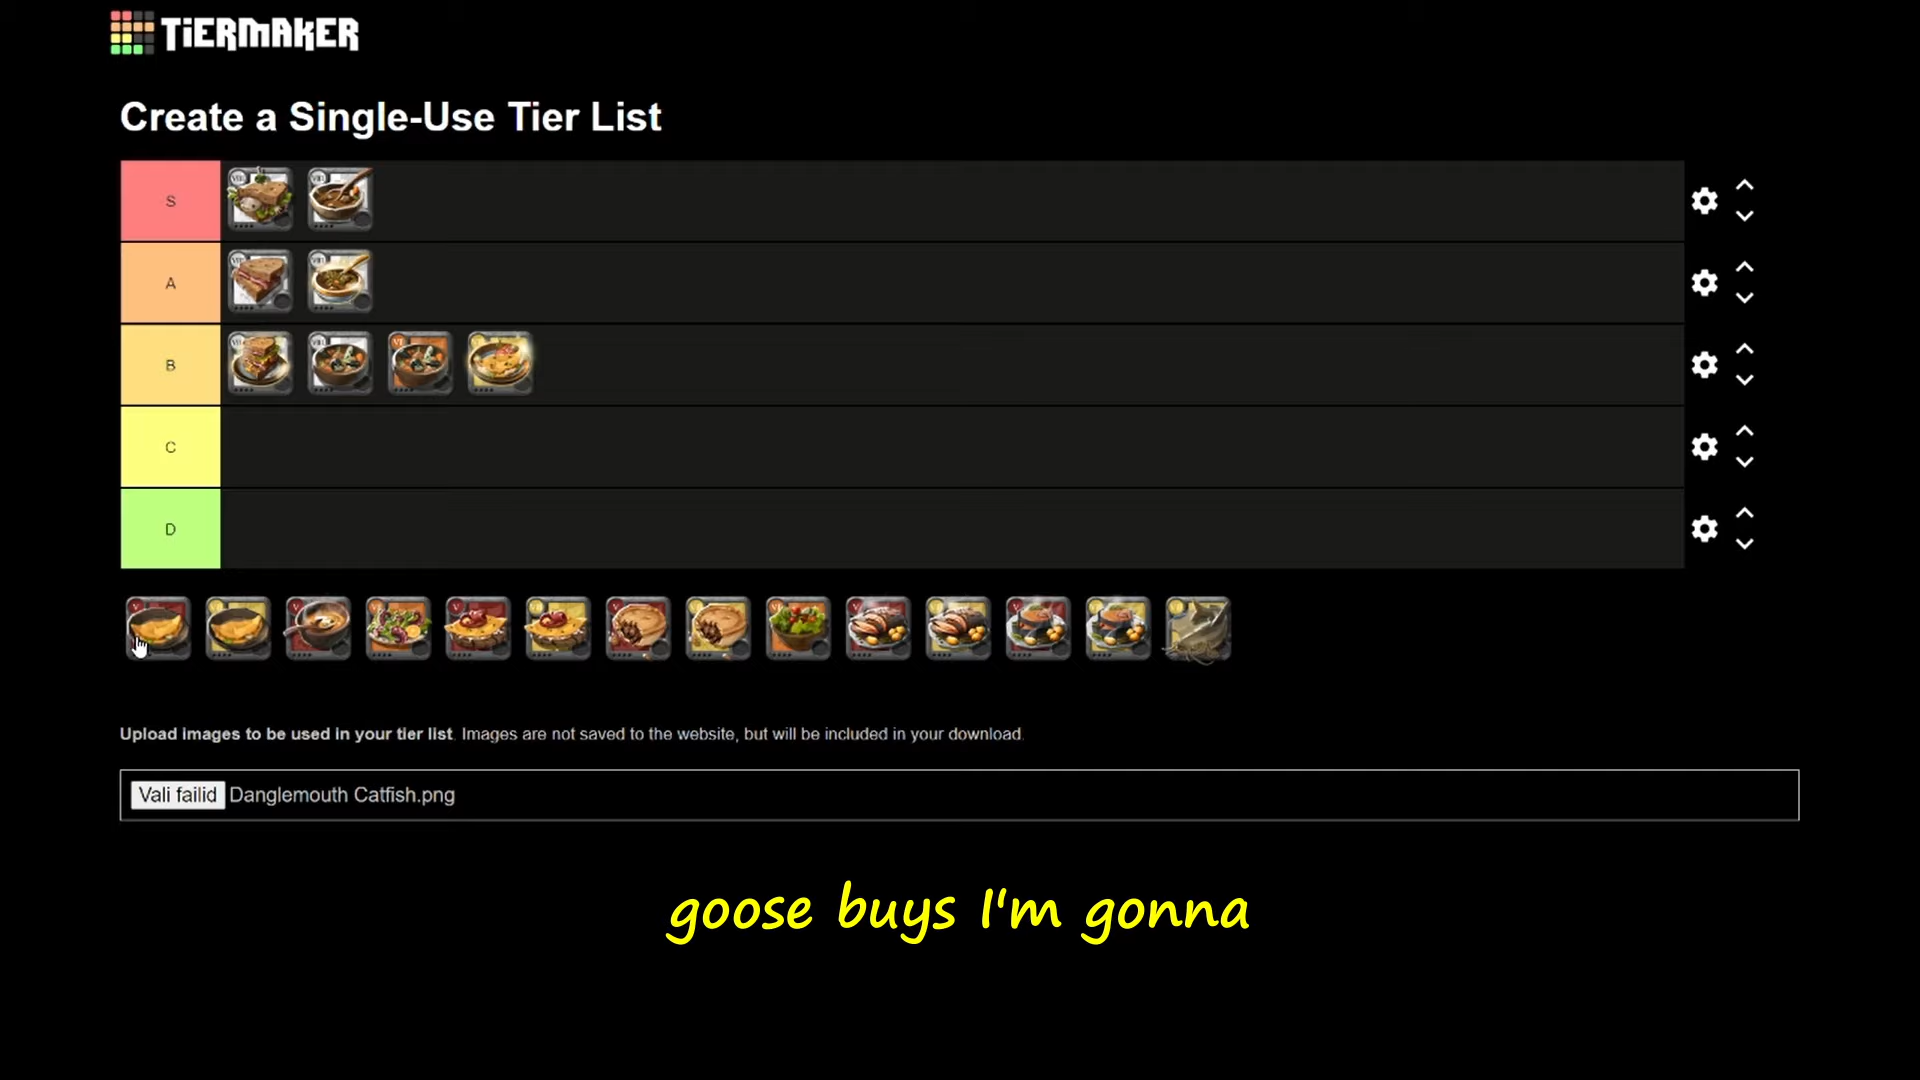 TiERMAKER
Create a Single-Use Tier List
S
A
B
C
D
Upload images to be used in your tier list. Images are not saved to the website, but will be included in your download.
Vali failid Danglemouth Catfish.png
goose buys I'm gonna